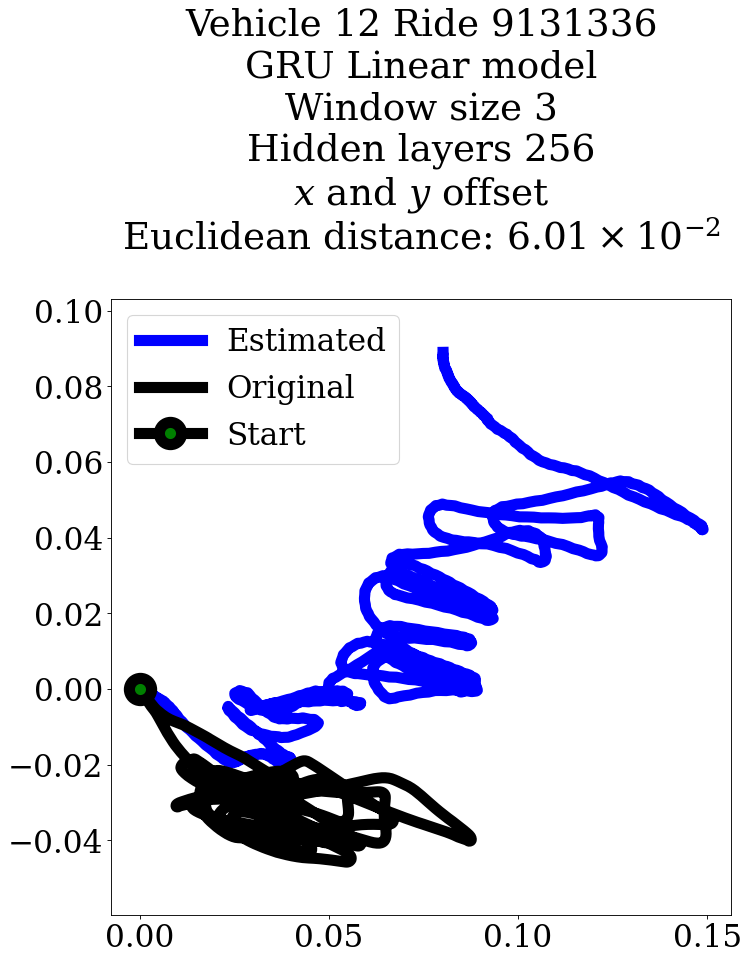 Vehicle 12 Ride 9131336
GRU Linear model
Window size 3
Hidden layers 256
x and y offset
Euclidean distance: 6.01 × 10⁻²
Estimated
Original
Start
0.10
0.08
0.06
0.04
0.02
0.00
−0.02
−0.04
0.00 0.05 0.10 0.15